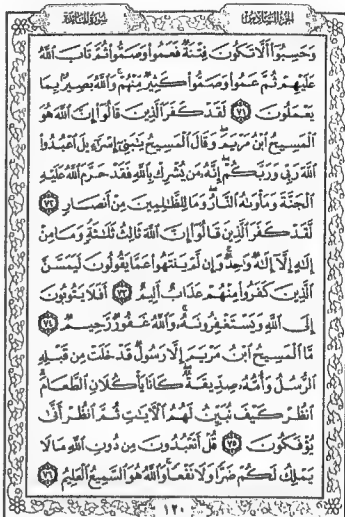 الجزء السادس سورة المائدة
وَحَسِبُوٓا۟ أَلَّا تَكُونَ فِتْنَةٌ فَعَمُوا۟ وَصَمُّوا۟ ثُمَّ تَابَ ٱللَّهُ
عَلَيْهِمْ ثُمَّ عَمُوا۟ وَصَمُّوا۟ كَثِيرٌ مِّنْهُمْ وَٱللَّهُ بَصِيرٌۢ بِمَا
يَعْمَلُونَ ٧١ لَقَدْ كَفَرَ ٱلَّذِينَ قَالُوٓا۟ إِنَّ ٱللَّهَ هُوَ
ٱلْمَسِيحُ ٱبْنُ مَرْيَمَ وَقَالَ ٱلْمَسِيحُ يَٰبَنِىٓ إِسْرَٰٓءِيلَ ٱعْبُدُوا۟
ٱللَّهَ رَبِّى وَرَبَّكُمْ إِنَّهُۥ مَن يُشْرِكْ بِٱللَّهِ فَقَدْ حَرَّمَ ٱللَّهُ عَلَيْهِ
ٱلْجَنَّةَ وَمَأْوَىٰهُ ٱلنَّارُ وَمَا لِلظَّٰلِمِينَ مِنْ أَنصَارٍ ٧٢
لَّقَدْ كَفَرَ ٱلَّذِينَ قَالُوٓا۟ إِنَّ ٱللَّهَ ثَالِثُ ثَلَٰثَةٍ وَمَا مِنْ
إِلَٰهٍ إِلَّآ إِلَٰهٌ وَٰحِدٌ وَإِن لَّمْ يَنتَهُوا۟ عَمَّا يَقُولُونَ لَيَمَسَّنَّ
ٱلَّذِينَ كَفَرُوا۟ مِنْهُمْ عَذَابٌ أَلِيمٌ ٧٣ أَفَلَا يَتُوبُونَ
إِلَى ٱللَّهِ وَيَسْتَغْفِرُونَهُۥ وَٱللَّهُ غَفُورٌ رَّحِيمٌ ٧٤
مَّا ٱلْمَسِيحُ ٱبْنُ مَرْيَمَ إِلَّا رَسُولٌ قَدْ خَلَتْ مِن قَبْلِهِ
ٱلرُّسُلُ وَأُمُّهُۥ صِدِّيقَةٌ كَانَا يَأْكُلَانِ ٱلطَّعَامَ
ٱنظُرْ كَيْفَ نُبَيِّنُ لَهُمُ ٱلْءَايَٰتِ ثُمَّ ٱنظُرْ أَنَّىٰ
يُؤْفَكُونَ ٧٥ قُلْ أَتَعْبُدُونَ مِن دُونِ ٱللَّهِ مَا لَا
يَمْلِكُ لَكُمْ ضَرًّا وَلَا نَفْعًا وَٱللَّهُ هُوَ ٱلسَّمِيعُ ٱلْعَلِيمُ ٧٦
١٢٠